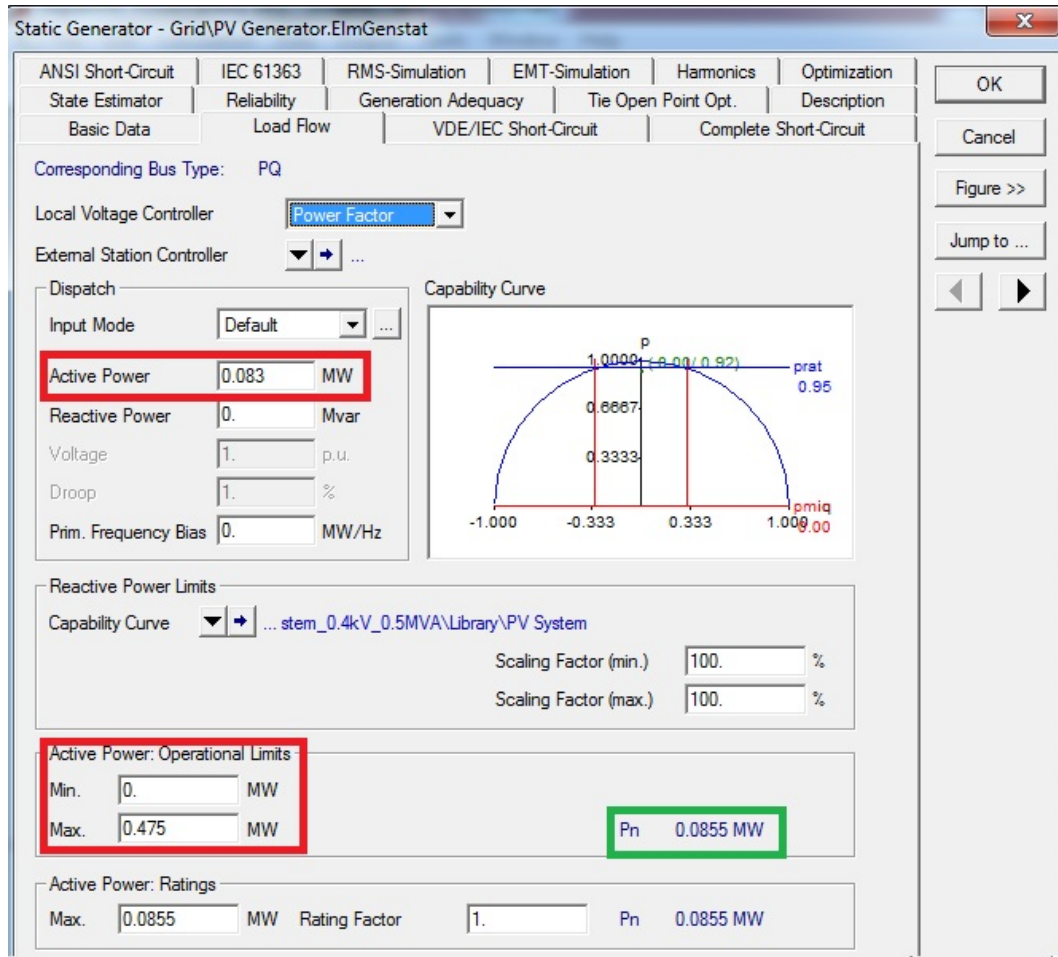 Static Generator - Grid\PV Generator.ElmGenstat
x
ANSI Short-Circuit IEC 61363 RMS-Simulation EMT-Simulation Harmonics Optimization
State Estimator Reliability Generation Adequacy Tie Open Point Opt. Description
Basic Data Load Flow VDE/IEC Short-Circuit Complete Short-Circuit
OK
Cancel
Figure >>
Jump to ...
Corresponding Bus Type: PQ
Local Voltage Controller Power Factor
External Station Controller ...
Dispatch
Input Mode Default ...
Active Power 0.083 MW
Reactive Power 0. Mvar
Voltage 1. p.u.
Droop 1. %
Prim. Frequency Bias 0. MW/Hz
Capability Curve
p
1.0000 (-0.00/ 0.92) prat
0.95
0.6667
0.3333
pmiq
-1.000 -0.333 0.333 1.000 0.00
Reactive Power Limits
Capability Curve ... stem_0.4kV_0.5MVA\Library\PV System
Scaling Factor (min.) 100. %
Scaling Factor (max.) 100. %
Active Power: Operational Limits
Min. 0. MW
Max. 0.475 MW Pn 0.0855 MW
Active Power: Ratings
Max. 0.0855 MW Rating Factor 1. Pn 0.0855 MW